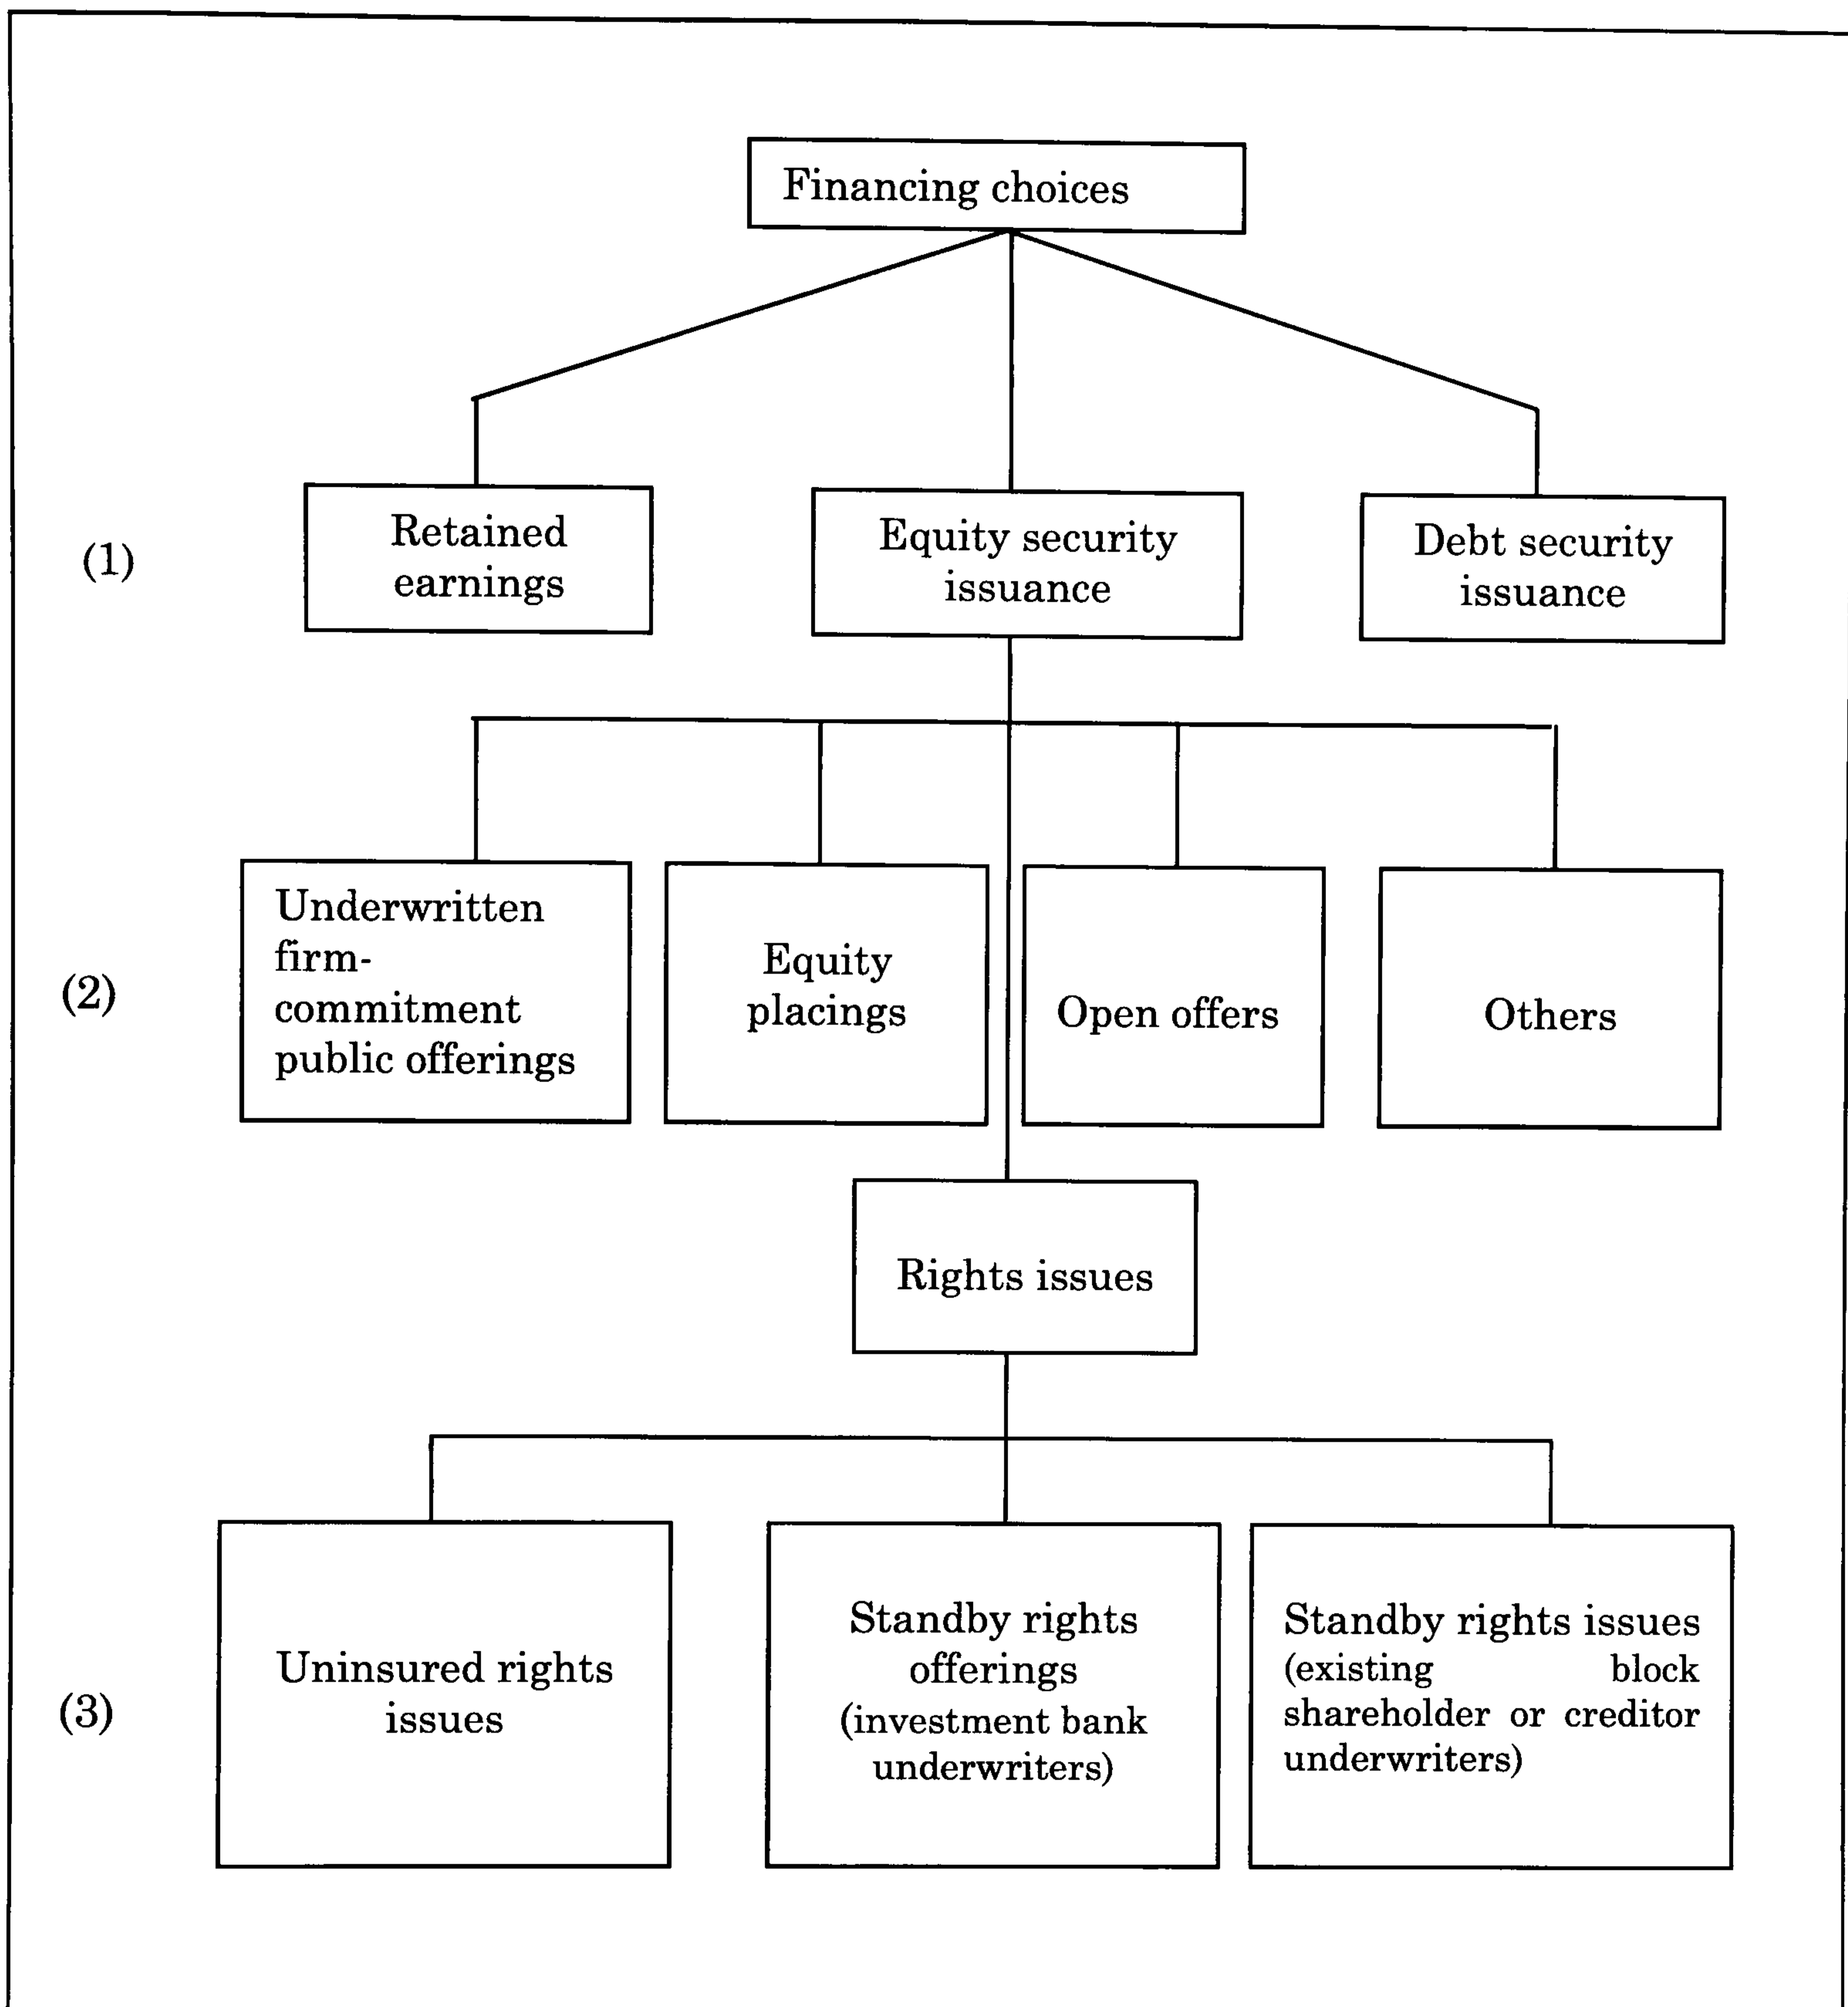 Financing choices
(1)
Retained
earnings
Equity security
issuance
Debt security
issuance
(2)
Underwritten
firm-
commitment
public offerings
Equity
placings
Open offers
Others
Rights issues
(3)
Uninsured rights
issues
Standby rights
offerings
(investment bank
underwriters)
Standby rights issues
(existing block
shareholder or creditor
underwriters)